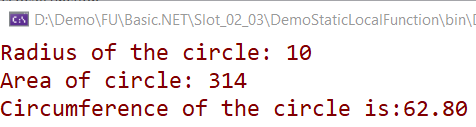 D:\Demo\FU\Basic.NET\Slot_02_03\DemoStaticLocalFunction\bin\
Radius of the circle: 10
Area of circle: 314
Circumference of the circle is:62.80